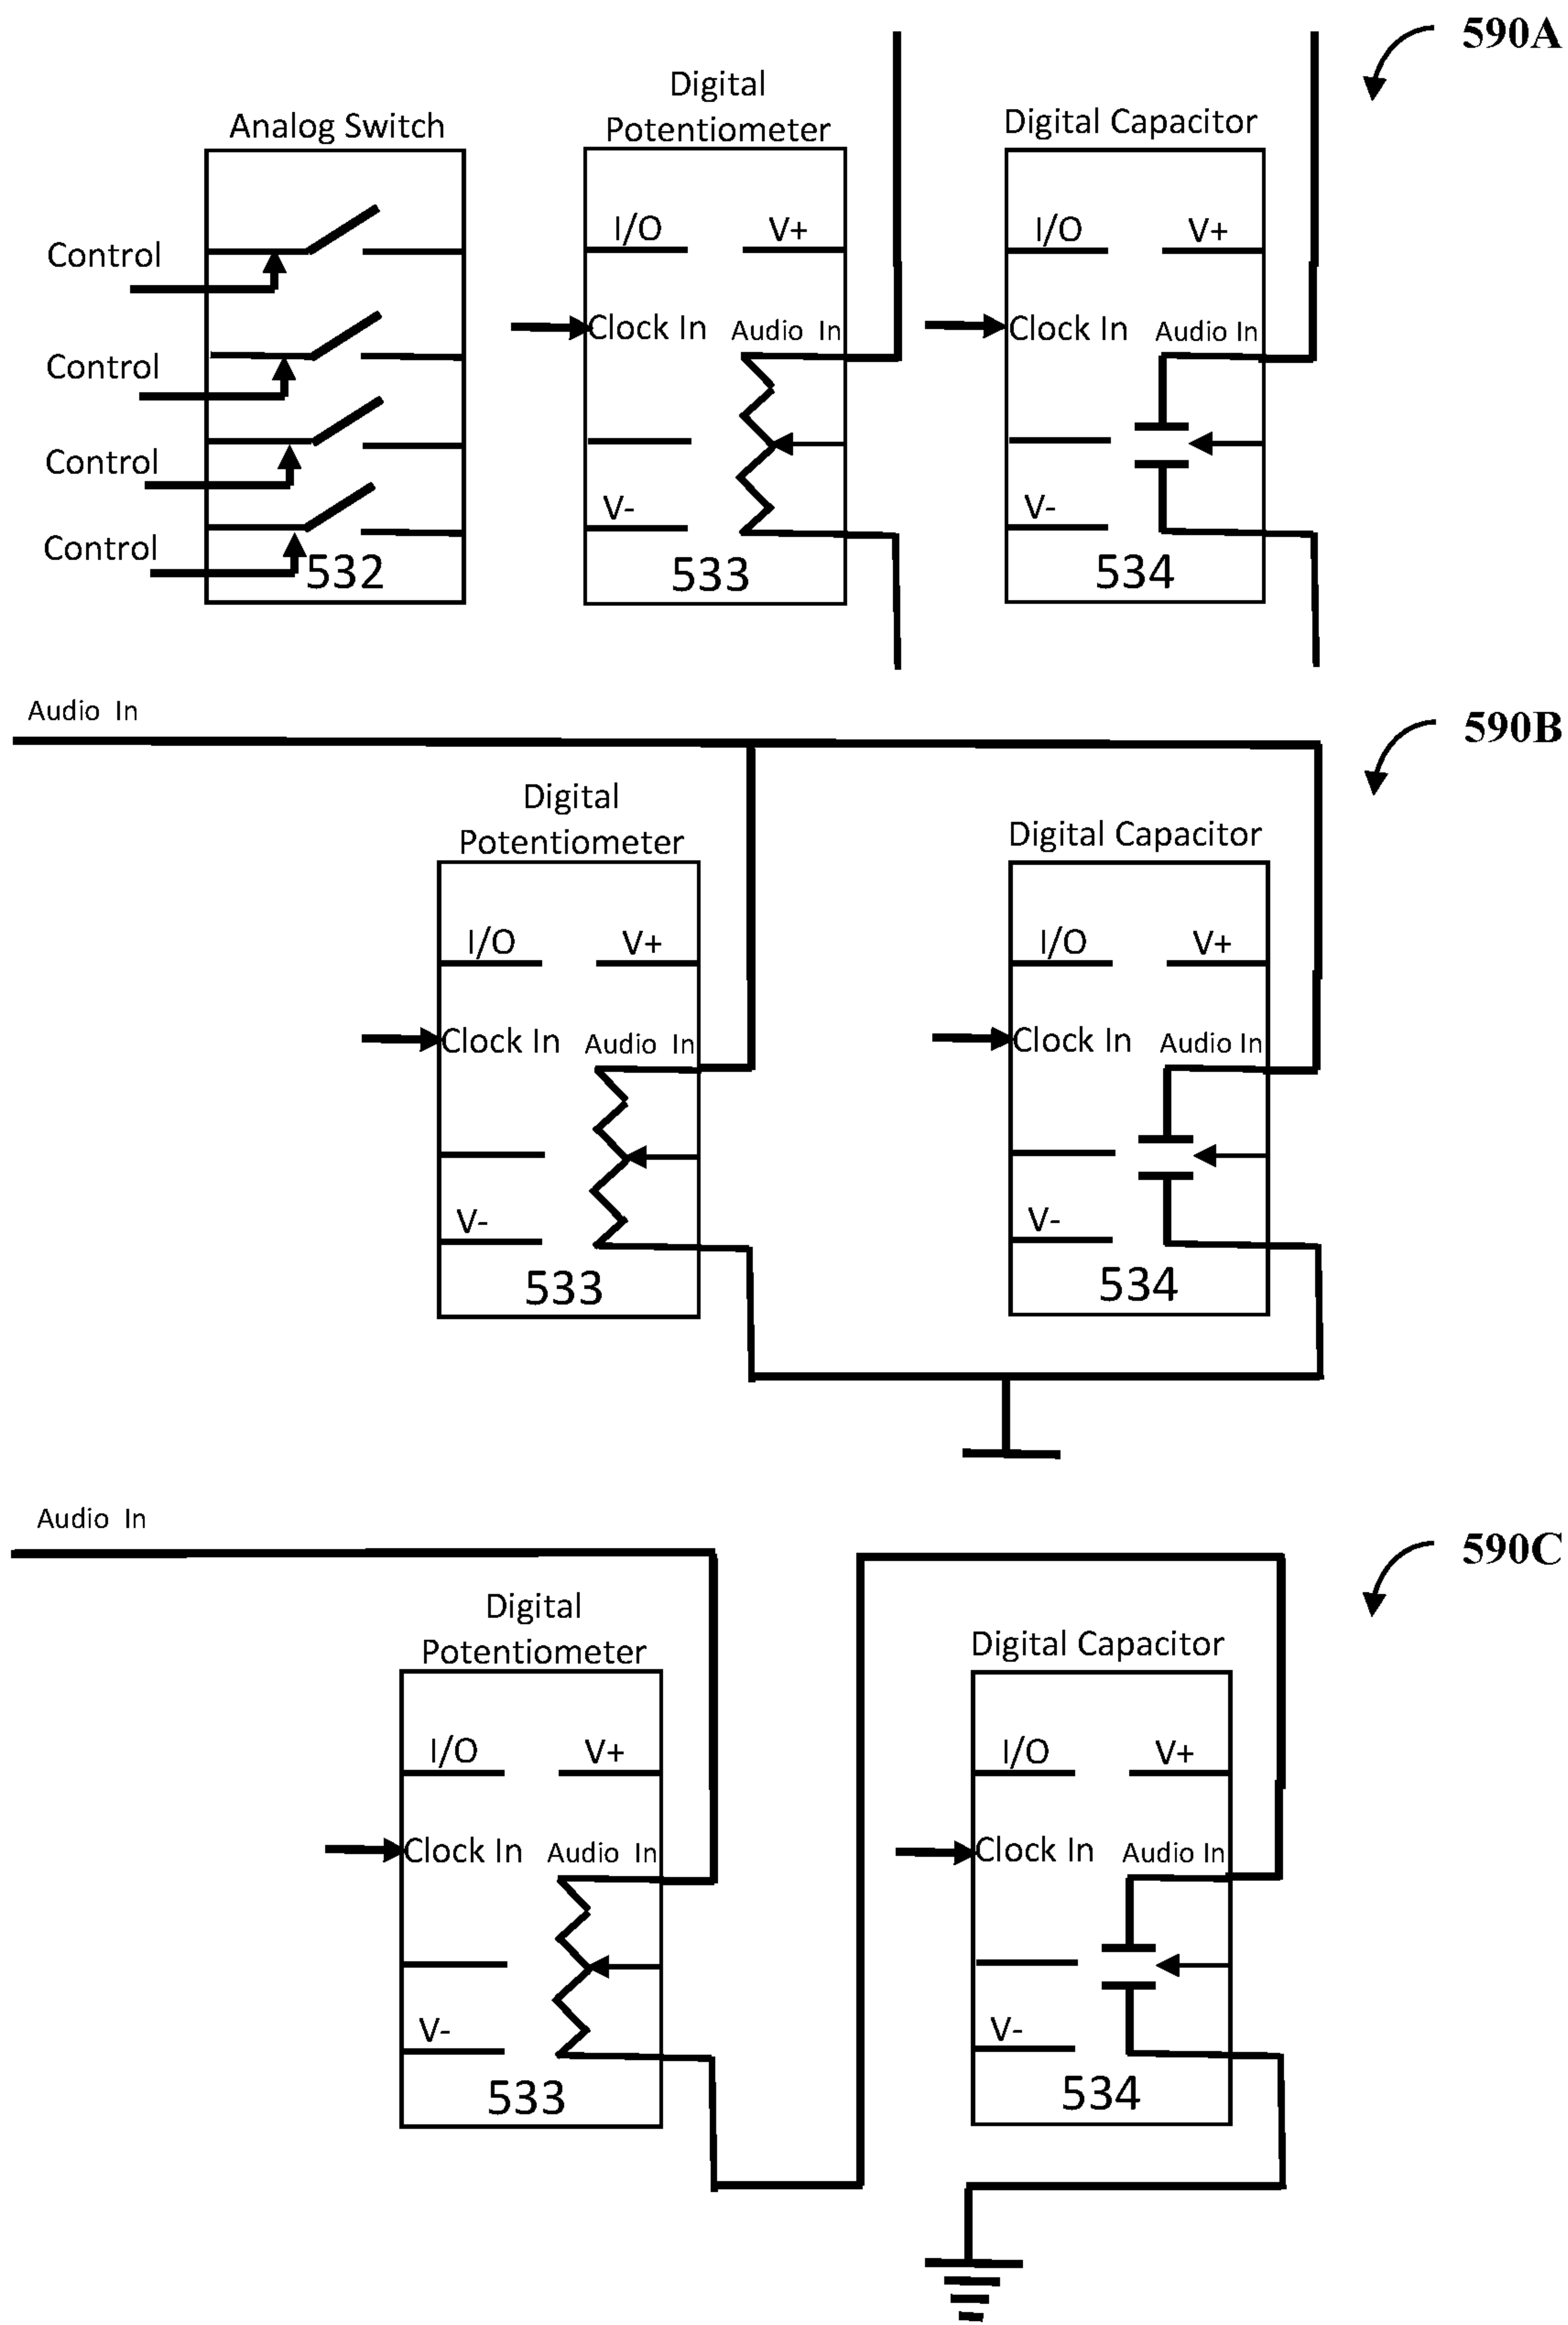 590A
Digital
Potentiometer
Analog Switch
Digital Capacitor
Control
Control
Control
Control
532
I/O V+
Clock In Audio In
V-
533
I/O V+
Clock In Audio In
V-
534
590B
Audio In
Digital
Potentiometer
Digital Capacitor
I/O V+
Clock In Audio In
V-
533
I/O V+
Clock In Audio In
V-
534
590C
Audio In
Digital
Potentiometer
Digital Capacitor
I/O V+
Clock In Audio In
V-
533
I/O V+
Clock In Audio In
V-
534